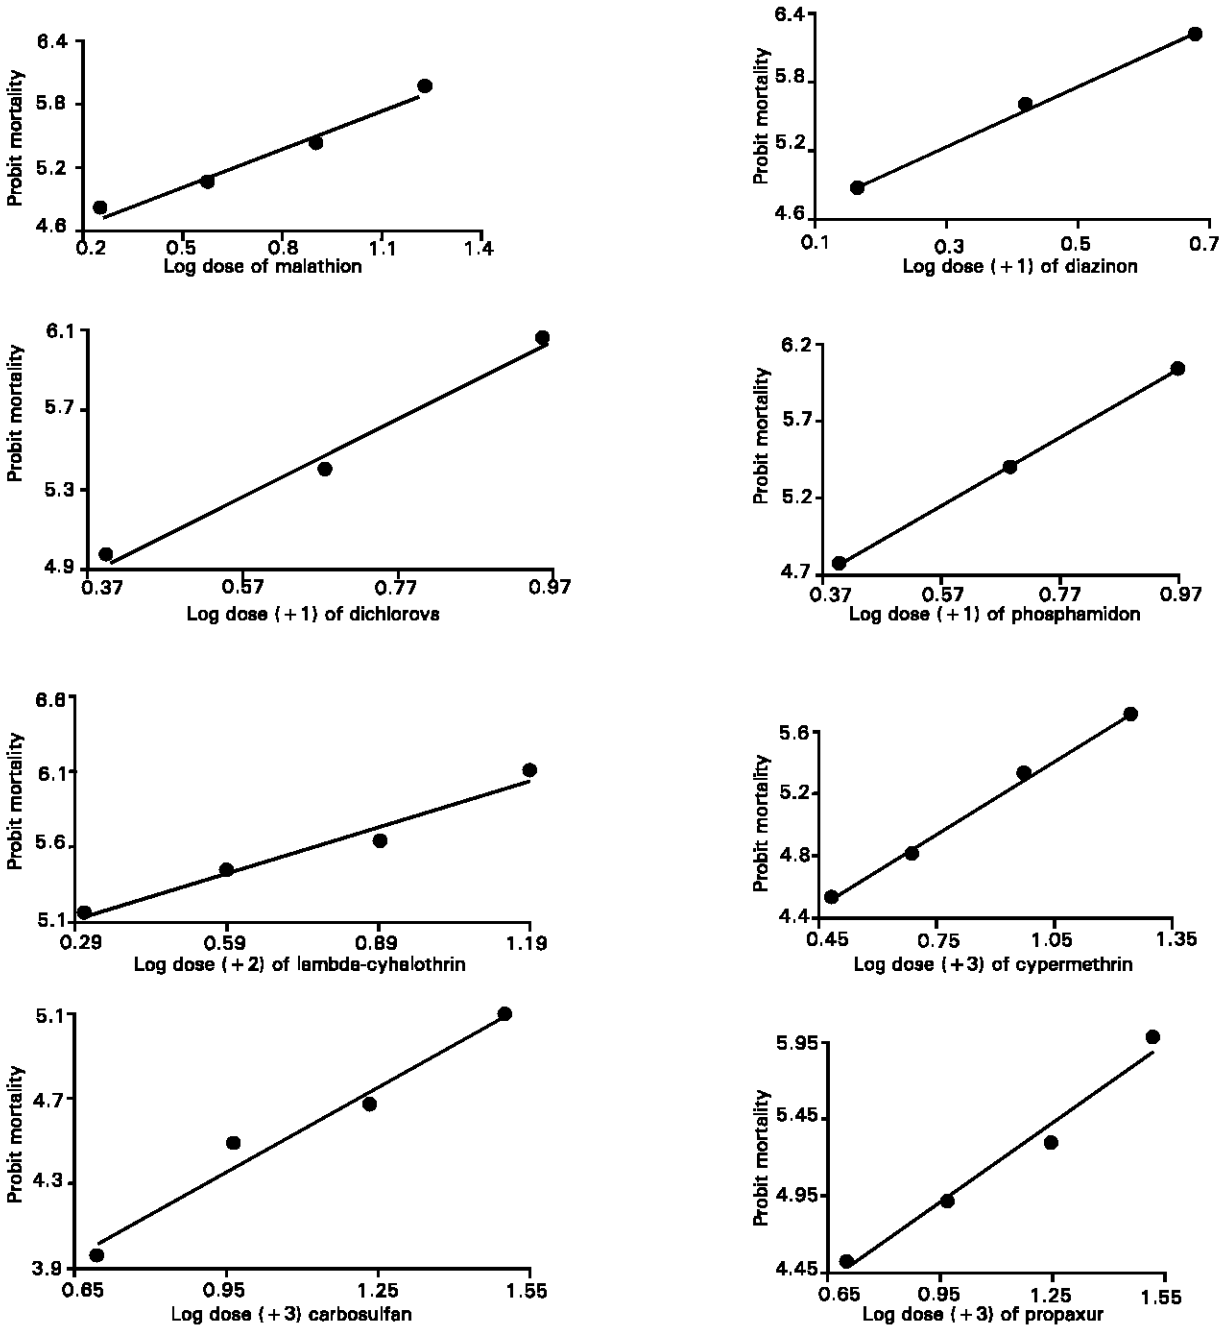 6.4
5.8
5.2
4.6
Probit mortality
0.2 0.5 0.8 1.1 1.4
Log dose of malathion
6.4
5.8
5.2
4.6
Probit mortality
0.1 0.3 0.5 0.7
Log dose (+1) of diazinon
6.1
5.7
5.3
4.9
Probit mortality
0.37 0.57 0.77 0.97
Log dose (+1) of dichlorovs
6.2
5.7
5.2
4.7
Probit mortality
0.37 0.57 0.77 0.97
Log dose (+1) of phosphamidon
6.6
6.1
5.6
5.1
Probit mortality
0.29 0.59 0.89 1.19
Log dose (+2) of lambda-cyhalothrin
5.6
5.2
4.8
4.4
Probit mortality
0.45 0.75 1.05 1.35
Log dose (+3) of cypermethrin
5.1
4.7
4.3
3.9
Probit mortality
0.65 0.95 1.25 1.55
Log dose (+3) carbosulfan
5.95
5.45
4.95
4.45
Probit mortality
0.65 0.95 1.25 1.55
Log dose (+3) of propaxur